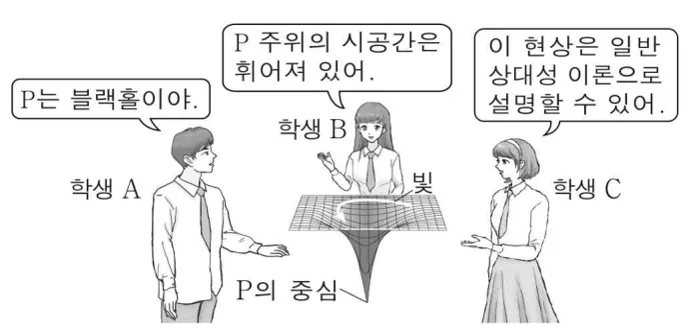 P는 블랙홀이야.
P 주위의 시공간은
휘어져 있어.
이 현상은 일반
상대성 이론으로
설명할 수 있어.
학생 A
학생 B
학생 C
빛
P의 중심